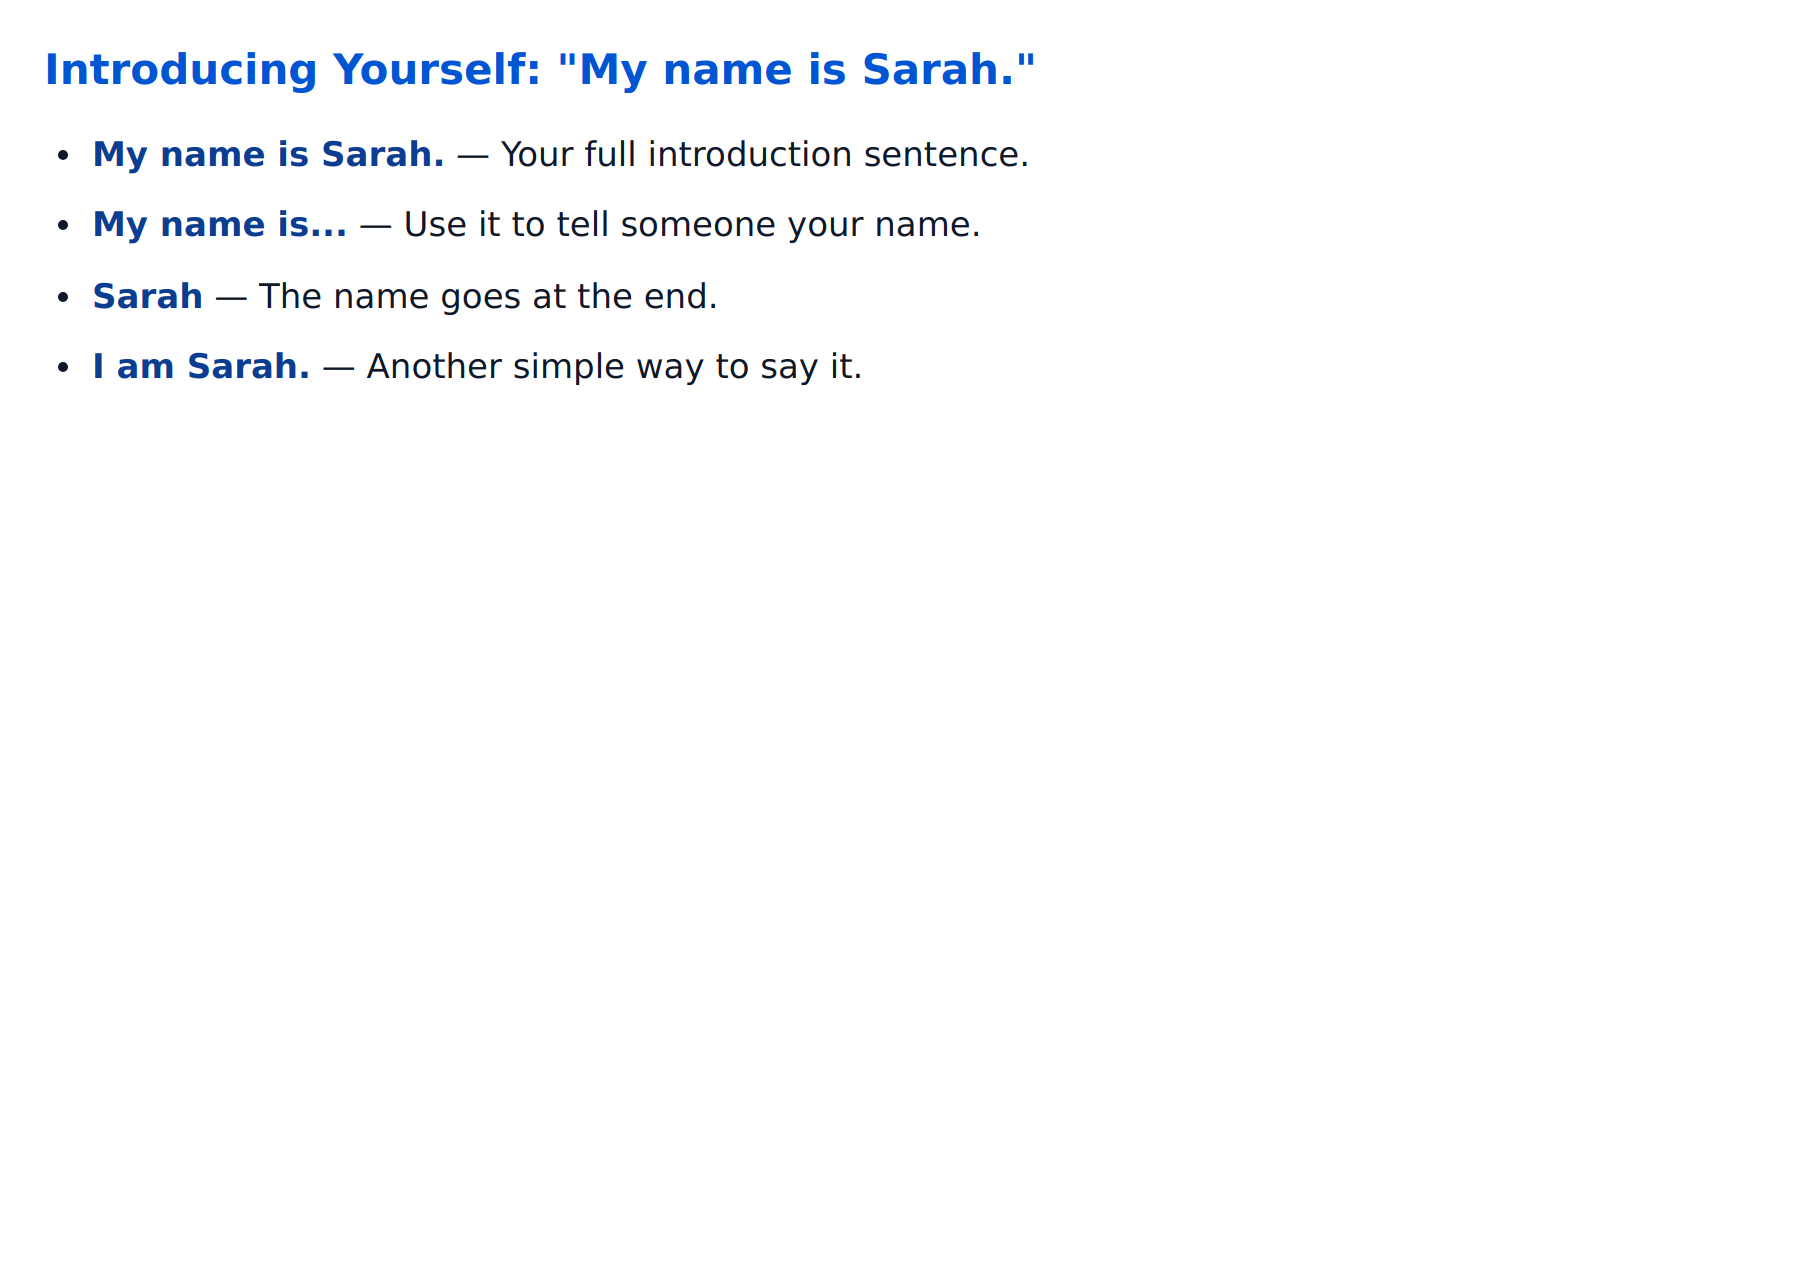 Introducing Yourself: "My name is Sarah."
• My name is Sarah. — Your full introduction sentence.
• My name is... — Use it to tell someone your name.
• Sarah — The name goes at the end.
• I am Sarah. — Another simple way to say it.